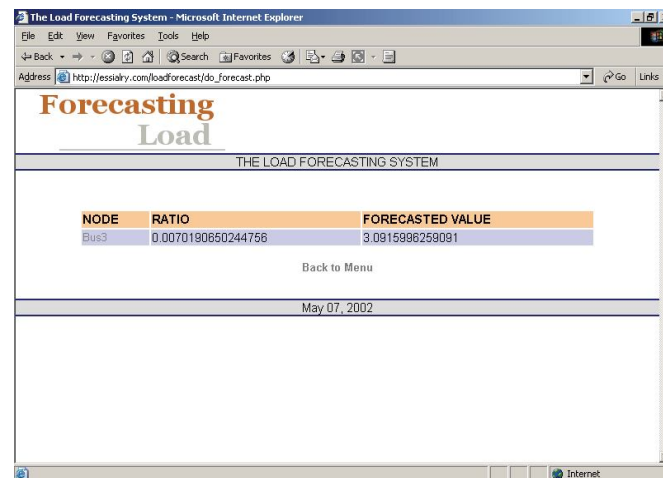 The Load Forecasting System - Microsoft Internet Explorer
File Edit View Favorites Tools Help
Back Search Favorites
Address http://essialry.com/loadforecast/do_forecast.php Go Links
Forecasting
Load
THE LOAD FORECASTING SYSTEM
NODE RATIO FORECASTED VALUE
Bus3 0.0070190650244756 3.0915996259091
Back to Menu
May 07, 2002
Internet